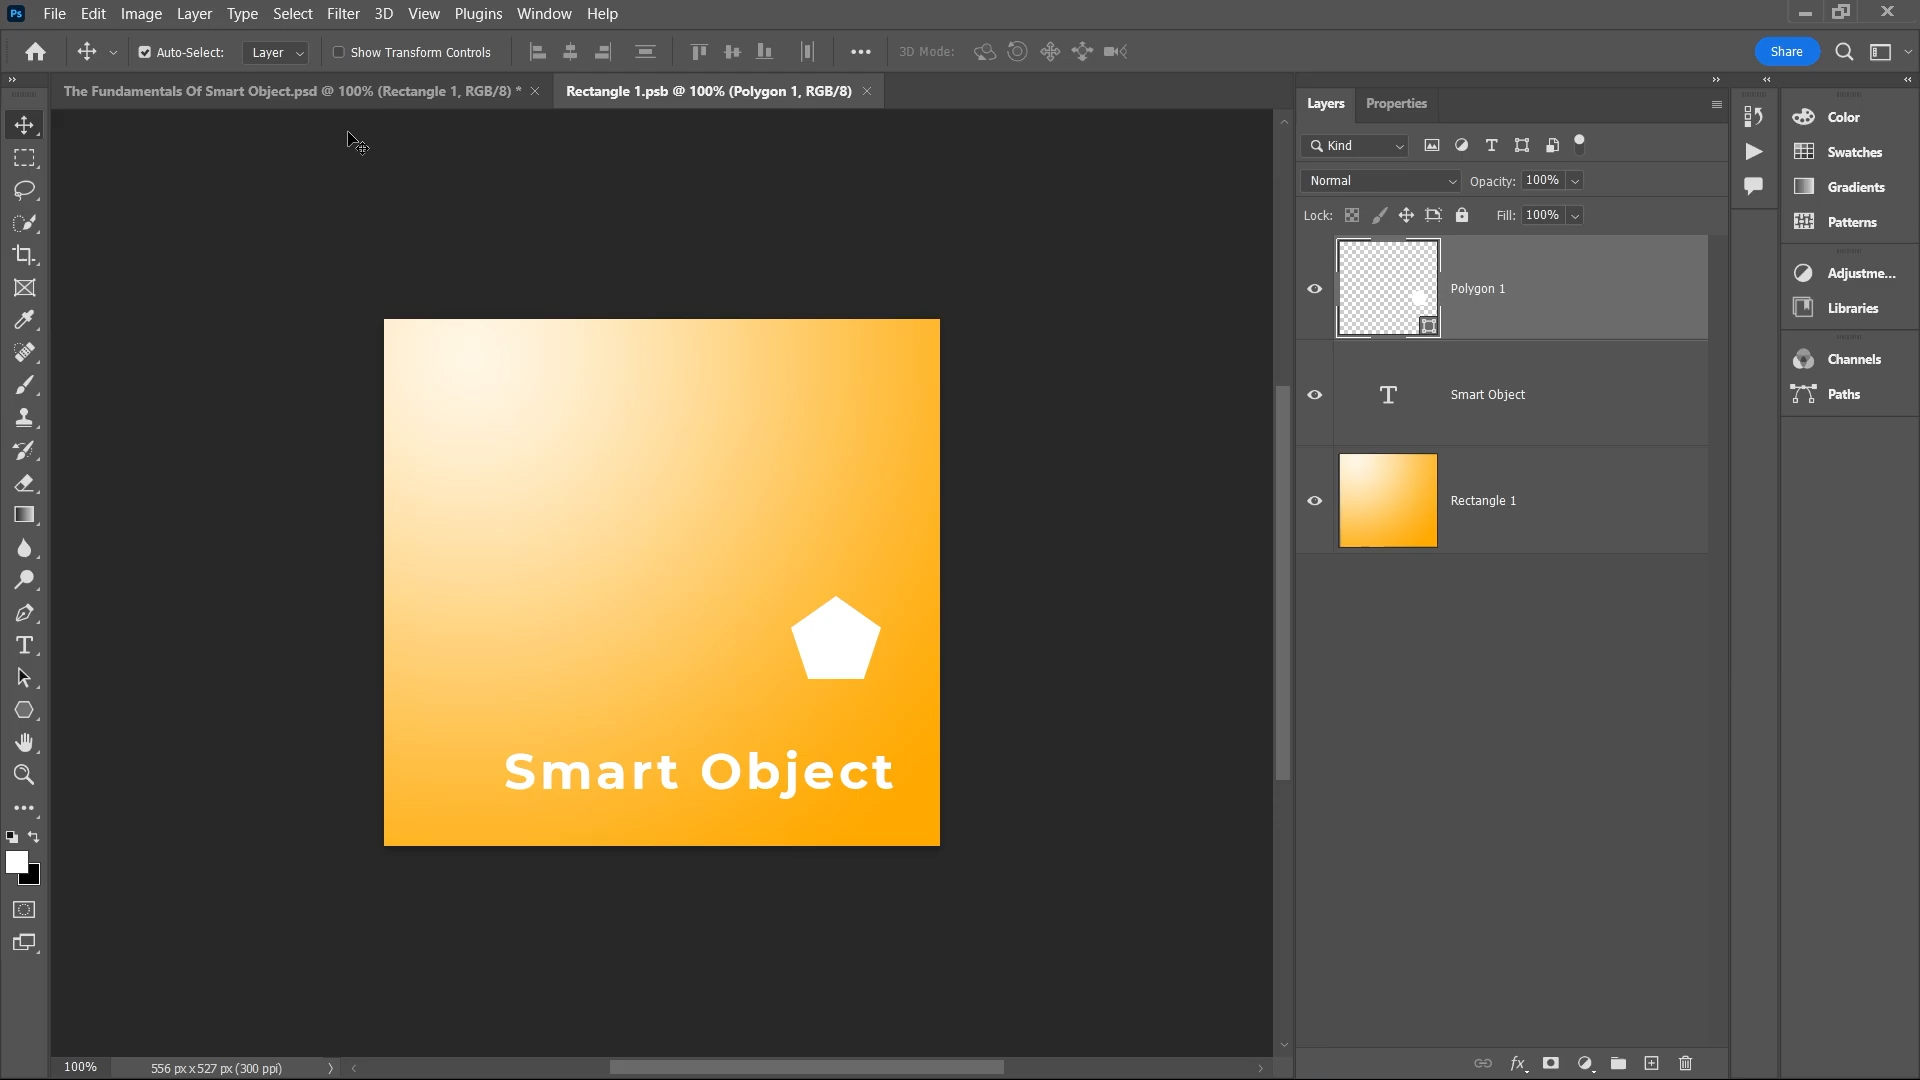 Ps File Edit Image Layer Type Select Filter 3D View Plugins Window Help
Auto-Select: Layer Show Transform Controls 3D Mode: Share
The Fundamentals Of Smart Object.psd @ 100% (Rectangle 1, RGB/8) * Rectangle 1.psb @ 100% (Polygon 1, RGB/8)
Layers Properties
Kind
Normal Opacity: 100%
Lock: Fill: 100%
Polygon 1
Smart Object
Rectangle 1
Color
Swatches
Gradients
Patterns
Adjustme...
Libraries
Channels
Paths
Smart Object
100% 556 px x 527 px (300 ppi)
fx